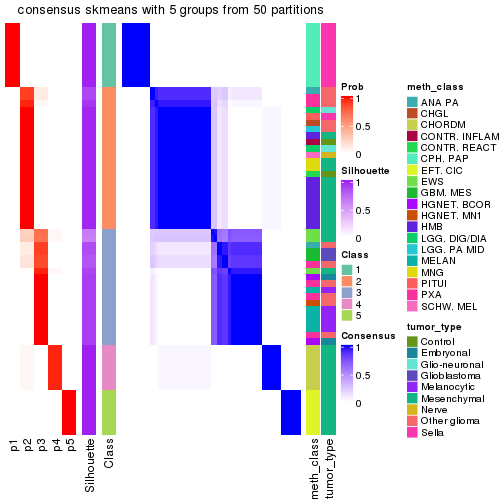 consensus skmeans with 5 groups from 50 partitions
p1
p2
p3
p4
p5
Silhouette
Class
meth_class
tumor_type
Prob
1
0.5
0
Silhouette
1
0.5
0
Class
1
2
3
4
5
Consensus
1
0.5
0
meth_class
ANA PA
CHGL
CHORDM
CONTR. INFLAM
CONTR. REACT
CPH. PAP
EFT. CIC
EWS
GBM. MES
HGNET. BCOR
HGNET. MN1
HMB
LGG. DIG/DIA
LGG. PA MID
MELAN
MNG
PITUI
PXA
SCHW. MEL
tumor_type
Control
Embryonal
Glio-neuronal
Glioblastoma
Melanocytic
Mesenchymal
Nerve
Other glioma
Sella